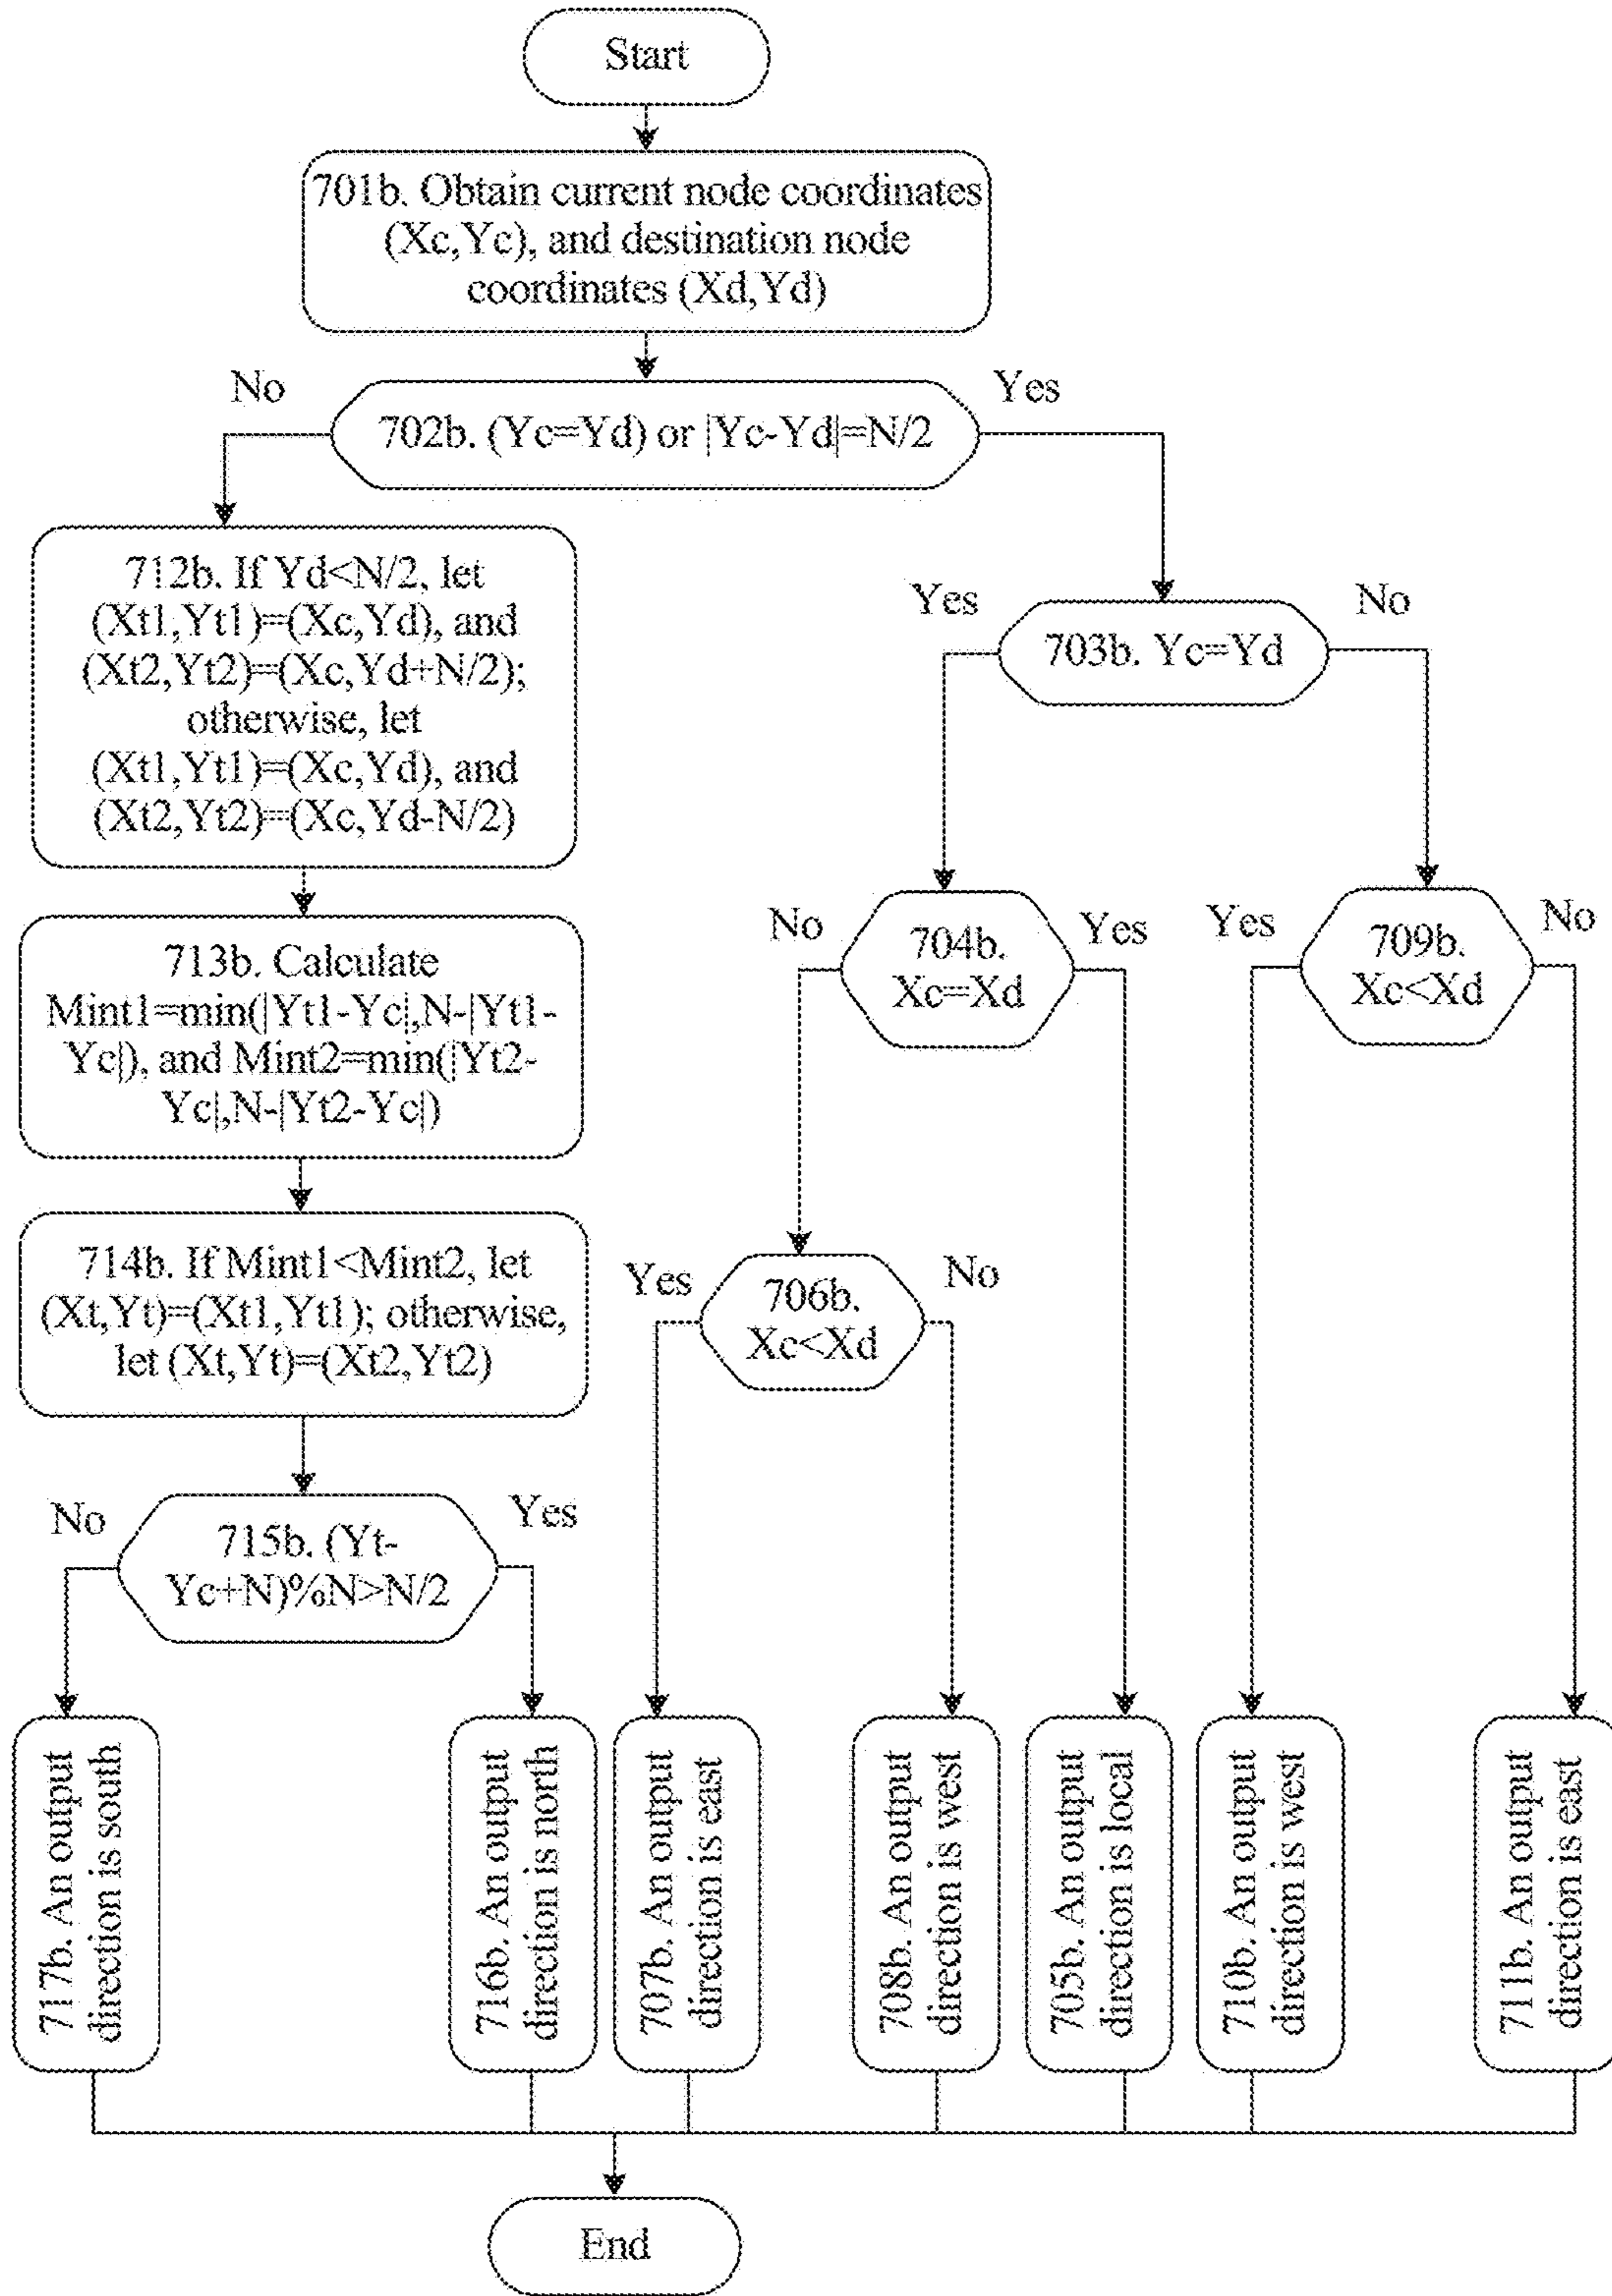 Start
701b. Obtain current node coordinates
(Xc,Yc), and destination node
coordinates (Xd,Yd)
No
Yes
702b. (Yc=Yd) or |Yc-Yd|=N/2
712b. If Yd<N/2, let
(Xt1,Yt1)=(Xc,Yd), and
(Xt2,Yt2)=(Xc,Yd+N/2);
otherwise, let
(Xt1,Yt1)=(Xc,Yd), and
(Xt2,Yt2)=(Xc,Yd-N/2)
Yes
No
703b. Yc=Yd
713b. Calculate
Mint1=min(|Yt1-Yc|,N-|Yt1-
Yc|), and Mint2=min(|Yt2-
Yc|,N-|Yt2-Yc|)
No
Yes
704b.
Xc=Xd
Yes
No
709b.
Xc<Xd
714b. If Mint1<Mint2, let
(Xt,Yt)=(Xt1,Yt1); otherwise,
let (Xt,Yt)=(Xt2,Yt2)
Yes
No
706b.
Xc<Xd
No
Yes
715b. (Yt-
Yc+N)%N>N/2
717b. An output
direction is south
716b. An output
direction is north
707b. An output
direction is east
708b. An output
direction is west
705b. An output
direction is local
710b. An output
direction is west
711b. An output
direction is east
End